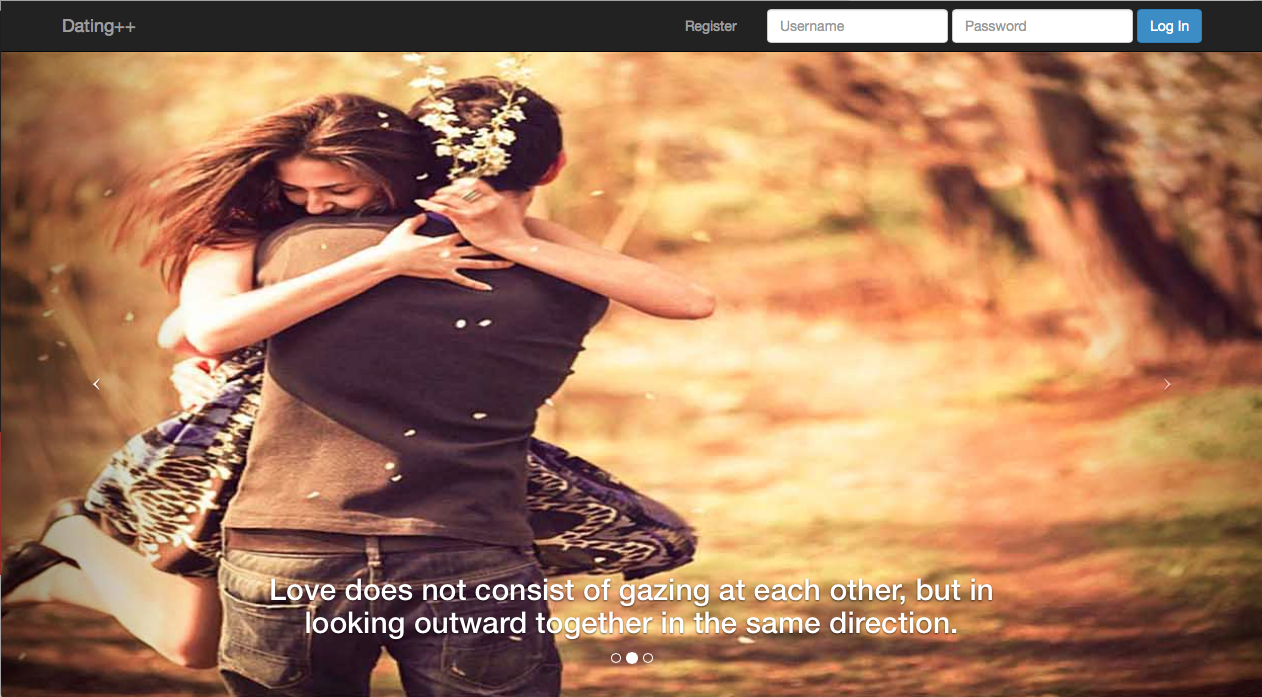 Dating++
Register
Username
Password
Log In
Love does not consist of gazing at each other, but in
looking outward together in the same direction.